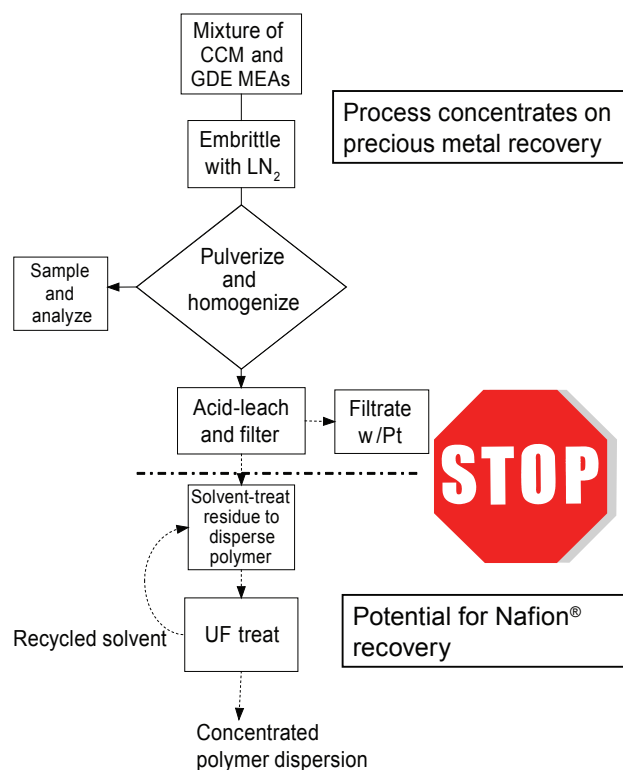 Mixture of
CCM and
GDE MEAs
Process concentrates on
precious metal recovery
Embrittle
with LN₂
Pulverize
and
homogenize
Sample
and
analyze
Acid-leach
and filter
Filtrate
w/Pt
STOP
Solvent-treat
residue to
disperse
polymer
Potential for Nafion®
recovery
UF treat
Recycled solvent
Concentrated
polymer dispersion